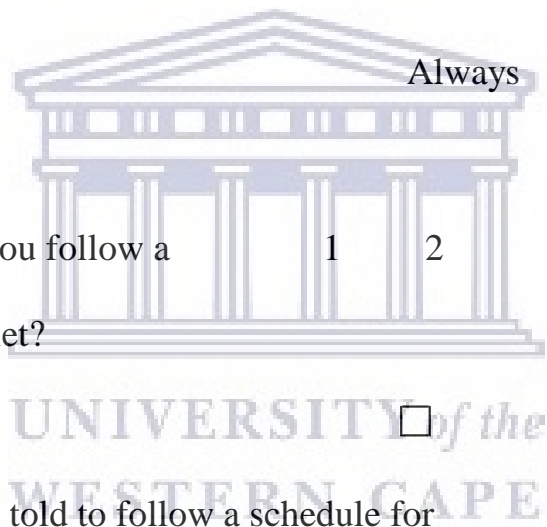 Always
ou follow a 1 2
et?
UNIVERSITY of the
□
WESTERN CAPE
told to follow a schedule for